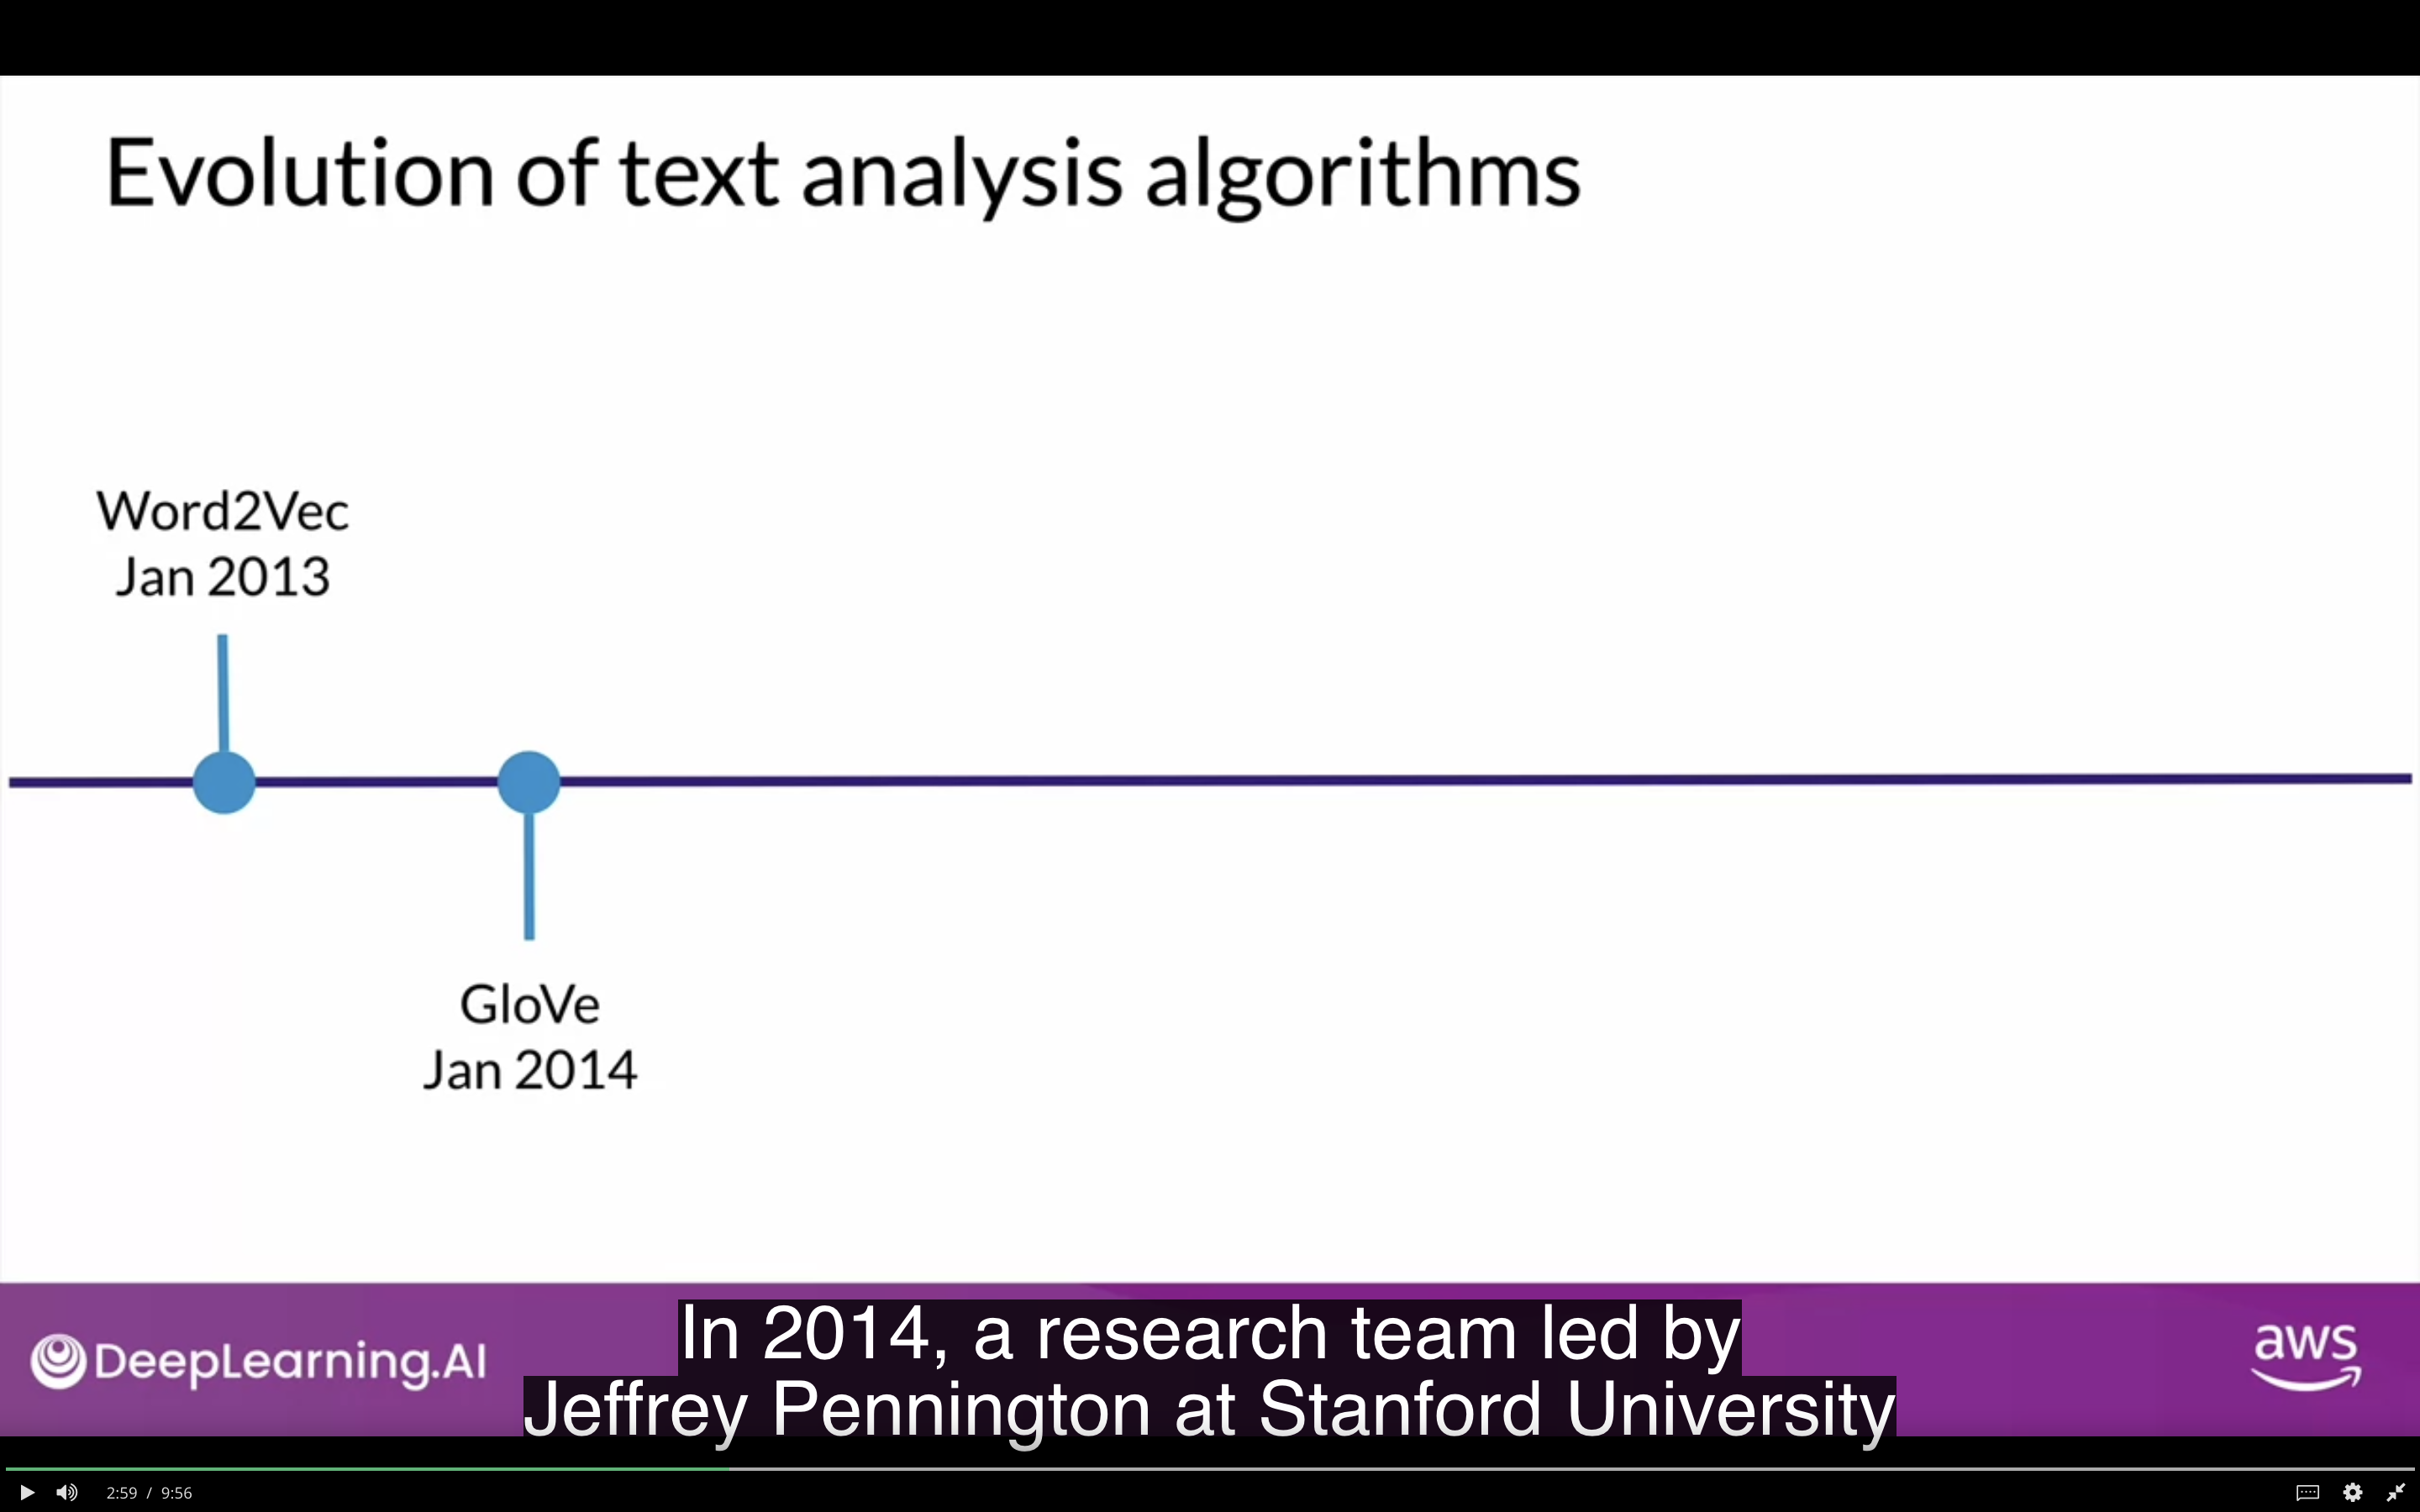 Evolution of text analysis algorithms
Word2Vec
Jan 2013
GloVe
Jan 2014
DeepLearning.AI
aws
In 2014, a research team led by
Jeffrey Pennington at Stanford University
2:59 / 9:56